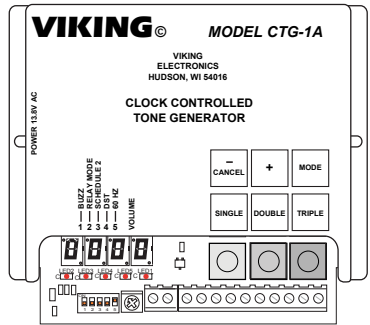 VIKING©
MODEL CTG-1A
VIKING
ELECTRONICS
HUDSON, WI 54016
CLOCK CONTROLLED
TONE GENERATOR
POWER 13.8V AC
1 — BUZZ
2 — RELAY MODE
3 — SCHEDULE 2
4 — DST
5 — 60 HZ
VOLUME
– CANCEL
+
MODE
SINGLE
DOUBLE
TRIPLE
LED2 LED3 LED4 LED5 LED1
1 2 3 4 5